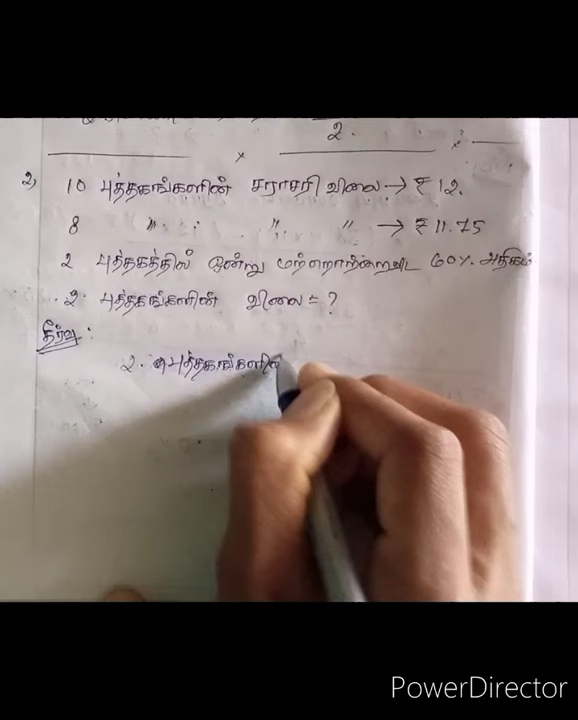 2.
2, 10 புத்தகங்களின் சராசரி விலை → ₹ 12.
8 " " " → ₹ 11.75
2 புத்தகத்தில் ஒன்று மற்றொன்றைவிட 60% அதிகம்
2 புத்தகங்களின் விலை = ?
தீர்வு :
2. புத்தகங்களின்
PowerDirector